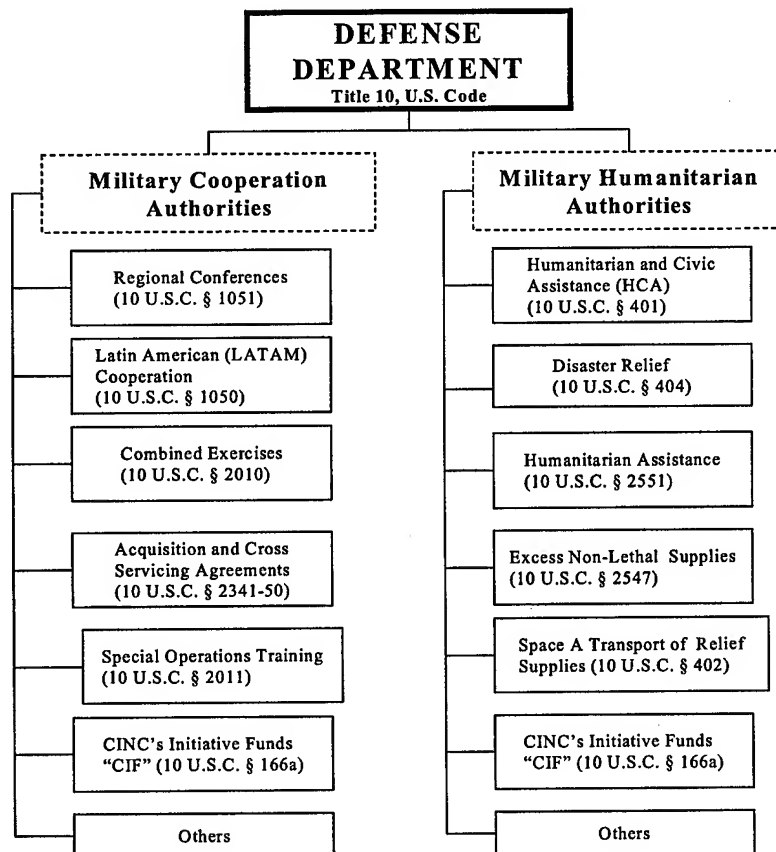 DEFENSE
DEPARTMENT
Title 10, U.S. Code
Military Cooperation
Authorities
Regional Conferences
(10 U.S.C. § 1051)
Latin American (LATAM)
Cooperation
(10 U.S.C. § 1050)
Combined Exercises
(10 U.S.C. § 2010)
Acquisition and Cross
Servicing Agreements
(10 U.S.C. § 2341-50)
Special Operations Training
(10 U.S.C. § 2011)
CINC's Initiative Funds
"CIF" (10 U.S.C. § 166a)
Others
Military Humanitarian
Authorities
Humanitarian and Civic
Assistance (HCA)
(10 U.S.C. § 401)
Disaster Relief
(10 U.S.C. § 404)
Humanitarian Assistance
(10 U.S.C. § 2551)
Excess Non-Lethal Supplies
(10 U.S.C. § 2547)
Space A Transport of Relief
Supplies (10 U.S.C. § 402)
CINC's Initiative Funds
"CIF" (10 U.S.C. § 166a)
Others